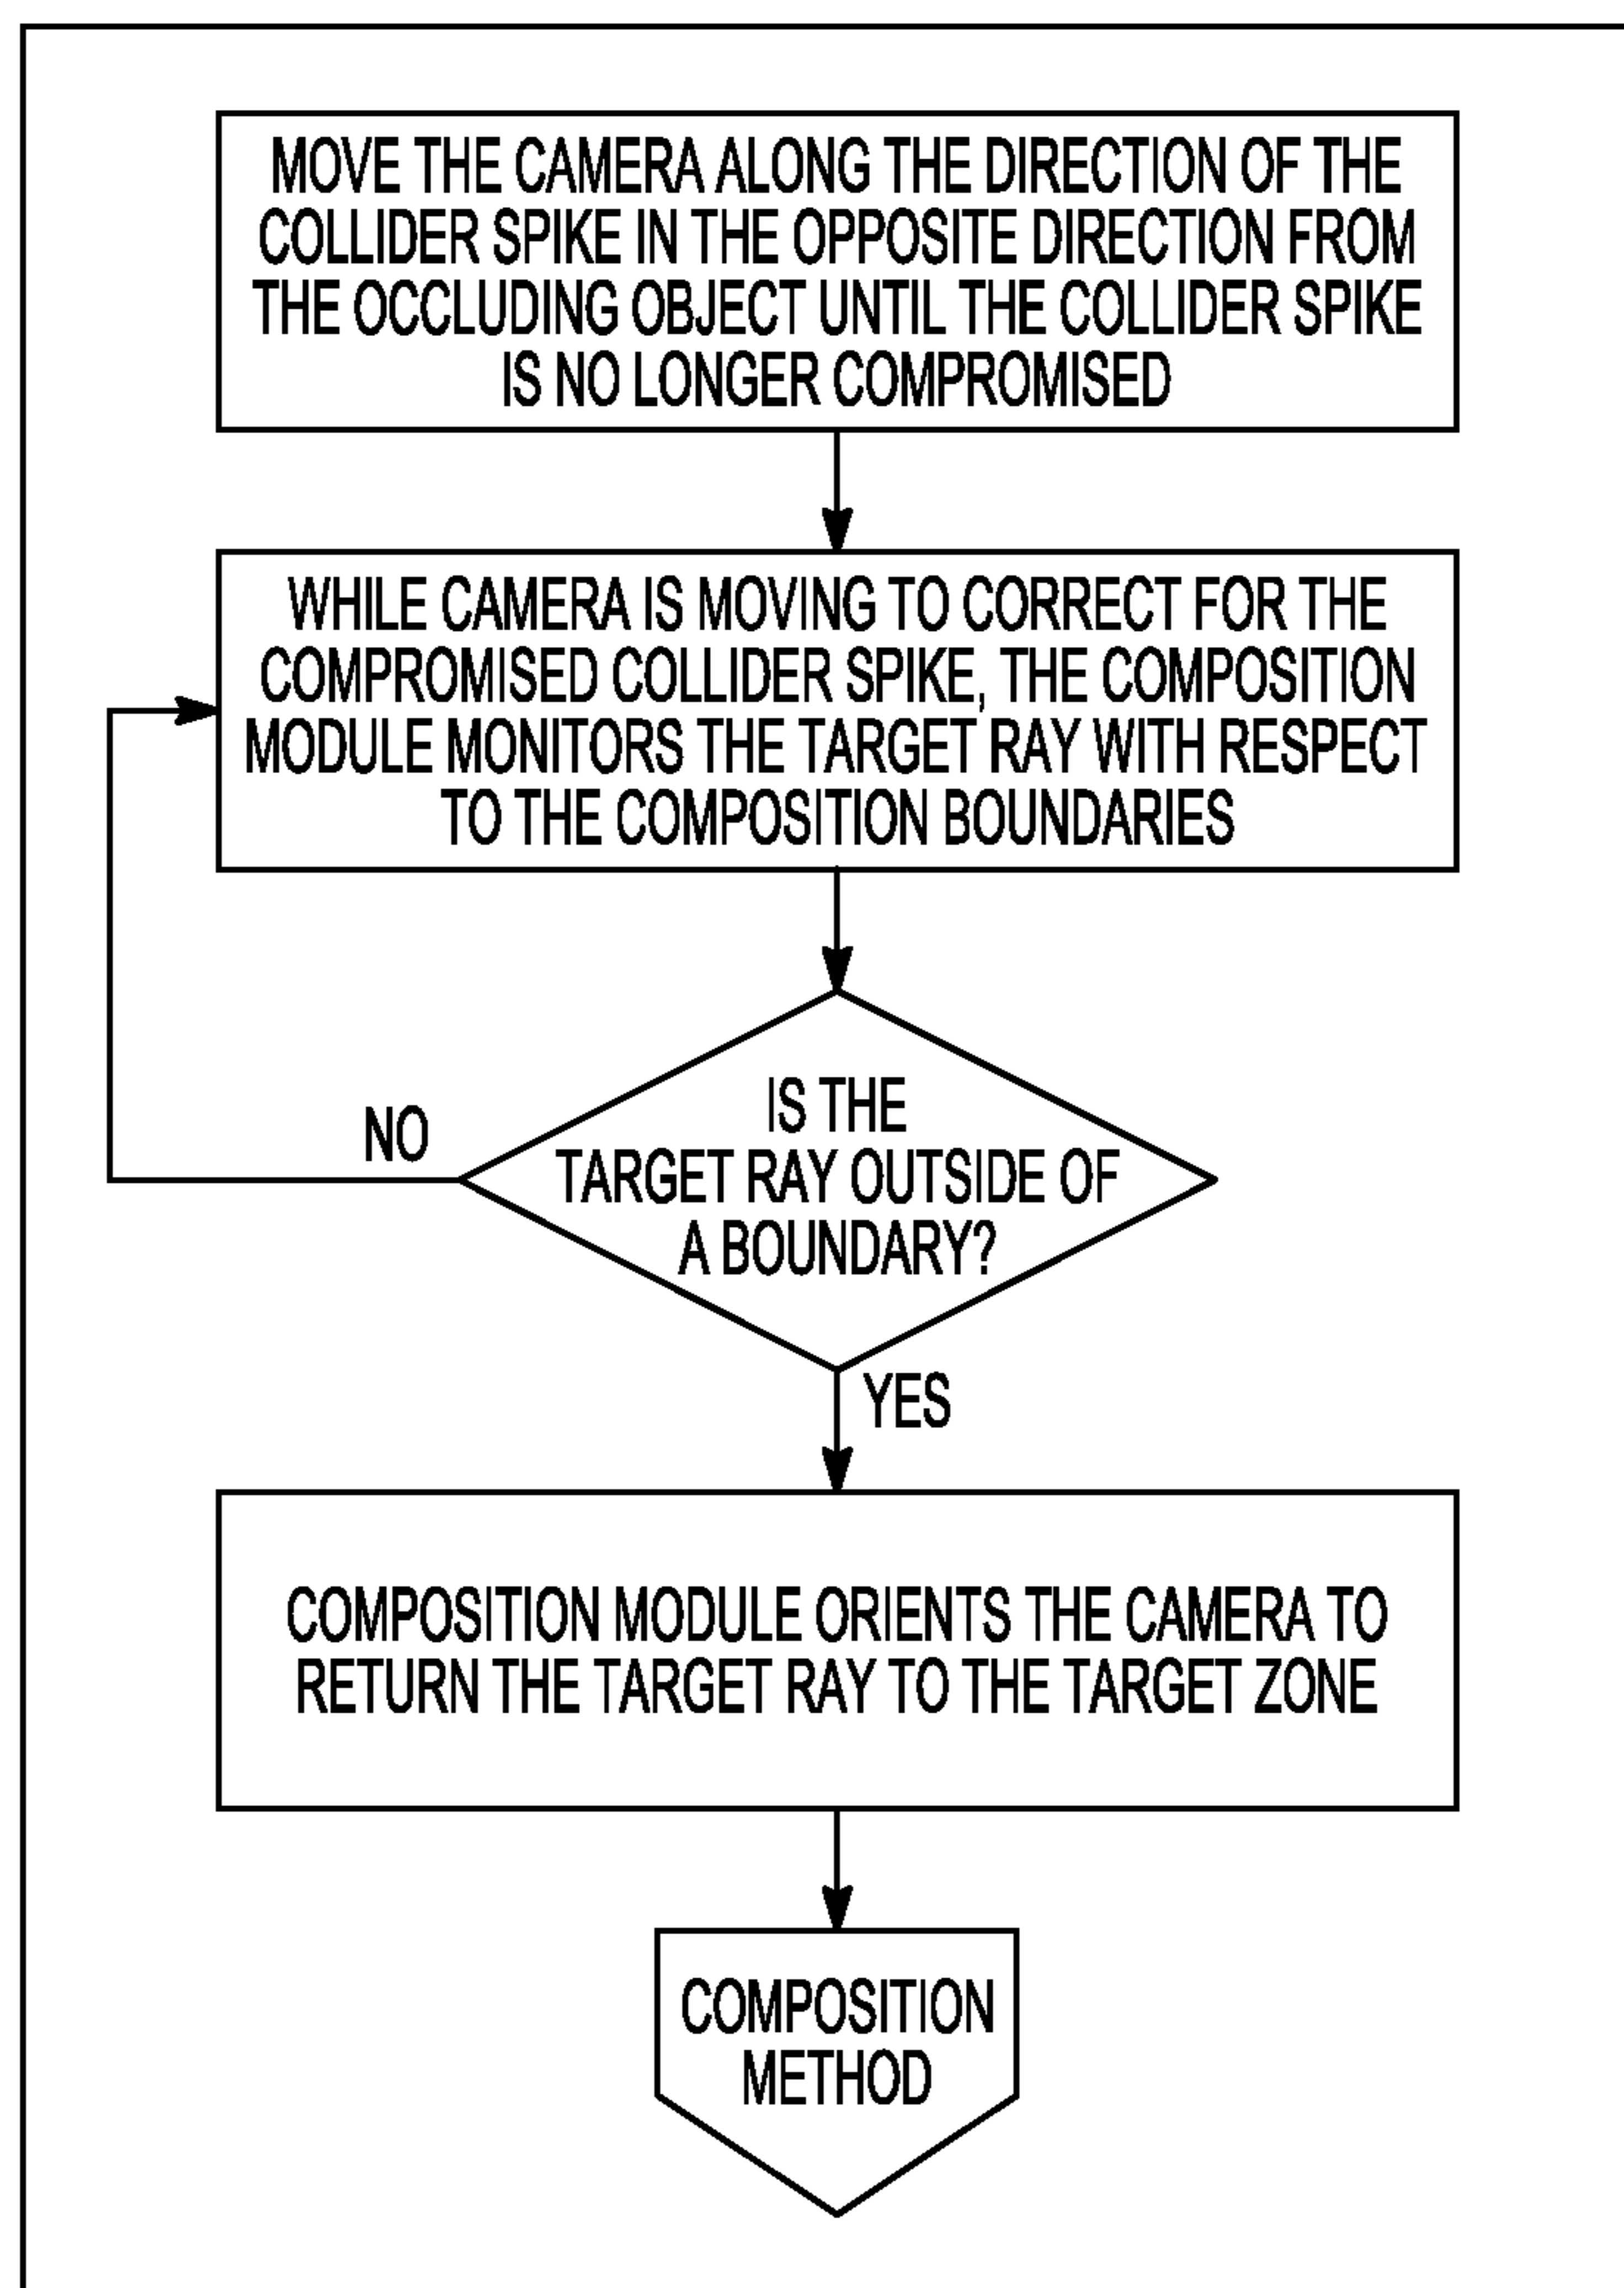 MOVE THE CAMERA ALONG THE DIRECTION OF THE
COLLIDER SPIKE IN THE OPPOSITE DIRECTION FROM
THE OCCLUDING OBJECT UNTIL THE COLLIDER SPIKE
IS NO LONGER COMPROMISED
WHILE CAMERA IS MOVING TO CORRECT FOR THE
COMPROMISED COLLIDER SPIKE, THE COMPOSITION
MODULE MONITORS THE TARGET RAY WITH RESPECT
TO THE COMPOSITION BOUNDARIES
IS THE
TARGET RAY OUTSIDE OF
A BOUNDARY?
NO
YES
COMPOSITION MODULE ORIENTS THE CAMERA TO
RETURN THE TARGET RAY TO THE TARGET ZONE
COMPOSITION
METHOD